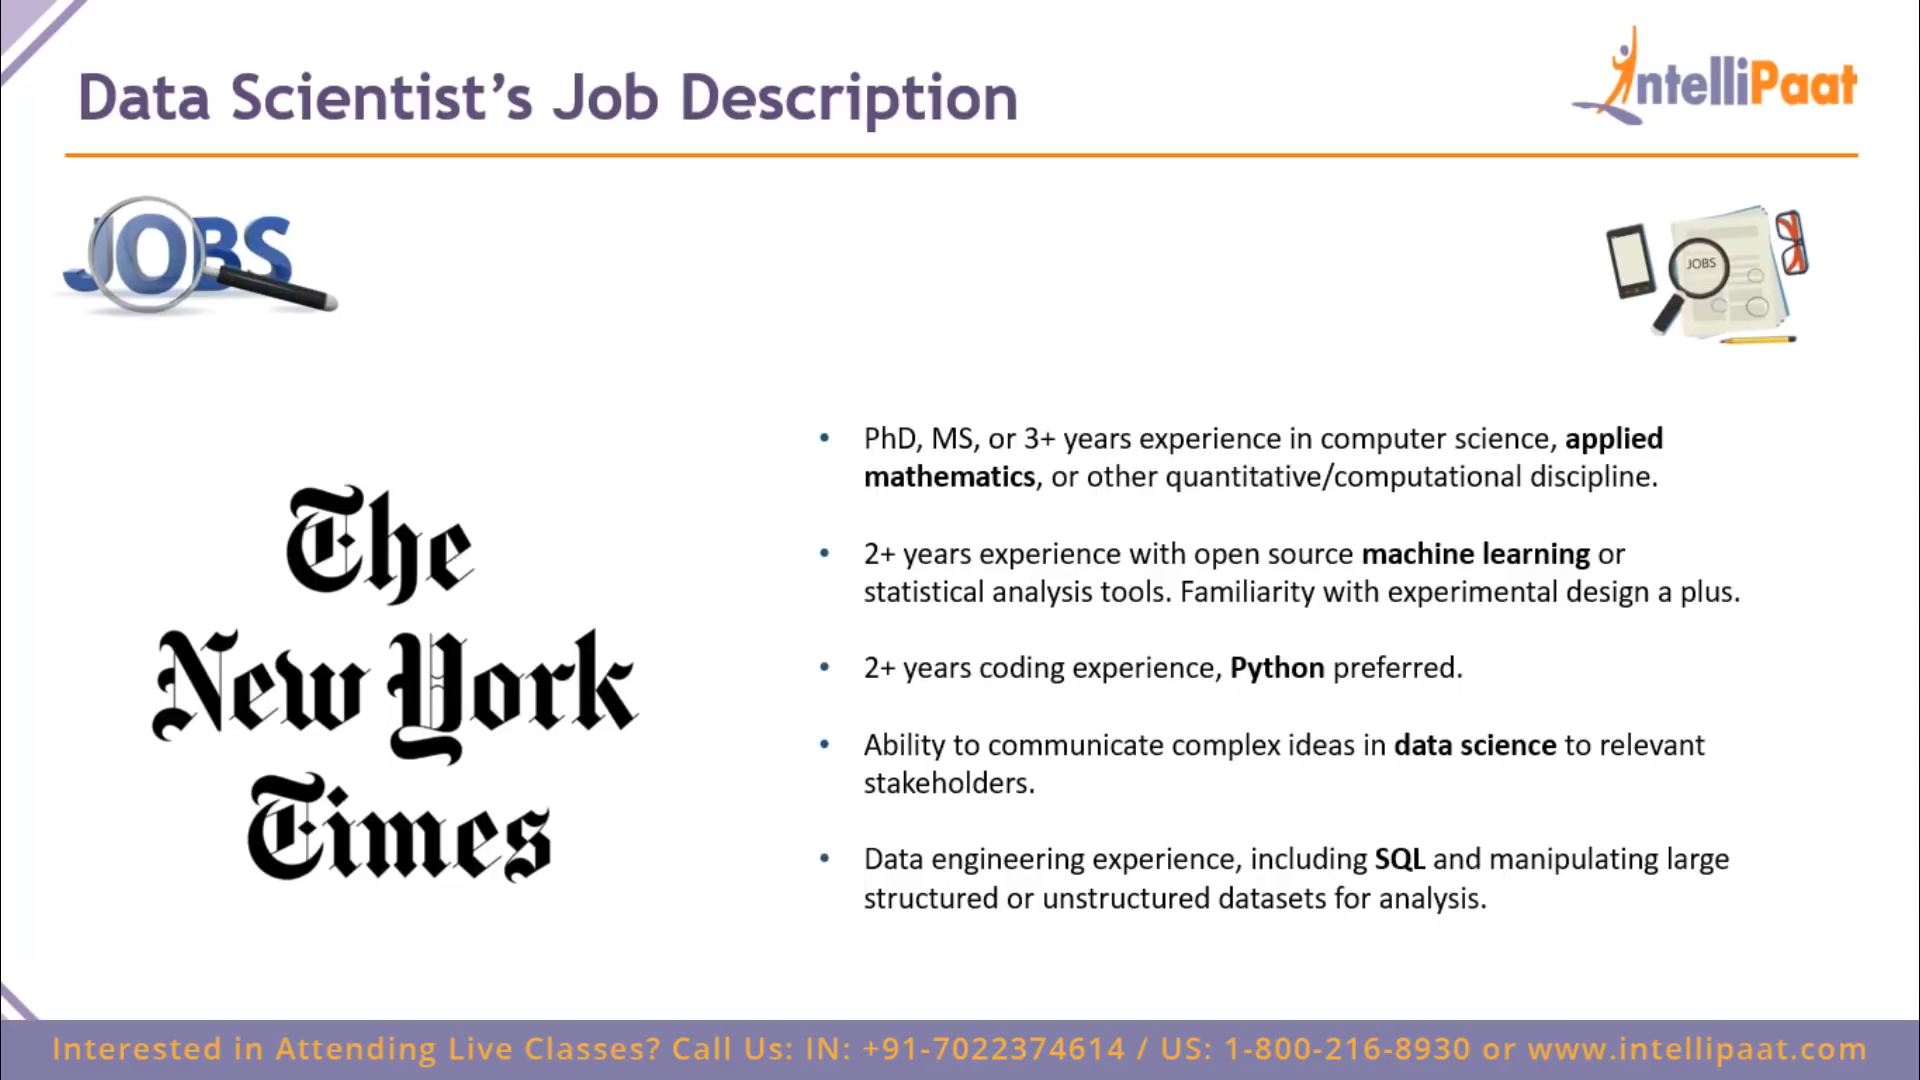 Data Scientist’s Job Description
IntelliPaat
JOBS
JOBS
The
New York
Times
• PhD, MS, or 3+ years experience in computer science, applied
mathematics, or other quantitative/computational discipline.
• 2+ years experience with open source machine learning or
statistical analysis tools. Familiarity with experimental design a plus.
• 2+ years coding experience, Python preferred.
• Ability to communicate complex ideas in data science to relevant
stakeholders.
• Data engineering experience, including SQL and manipulating large
structured or unstructured datasets for analysis.
Interested in Attending Live Classes? Call Us: IN: +91-7022374614 / US: 1-800-216-8930 or www.intellipaat.com